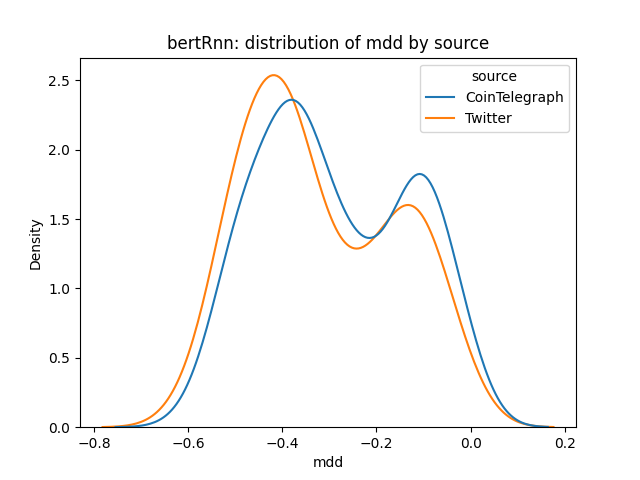 bertRnn: distribution of mdd by source
source
CoinTelegraph
Twitter
Density
2.5
2.0
1.5
1.0
0.5
0.0
−0.8 −0.6 −0.4 −0.2 0.0 0.2
mdd